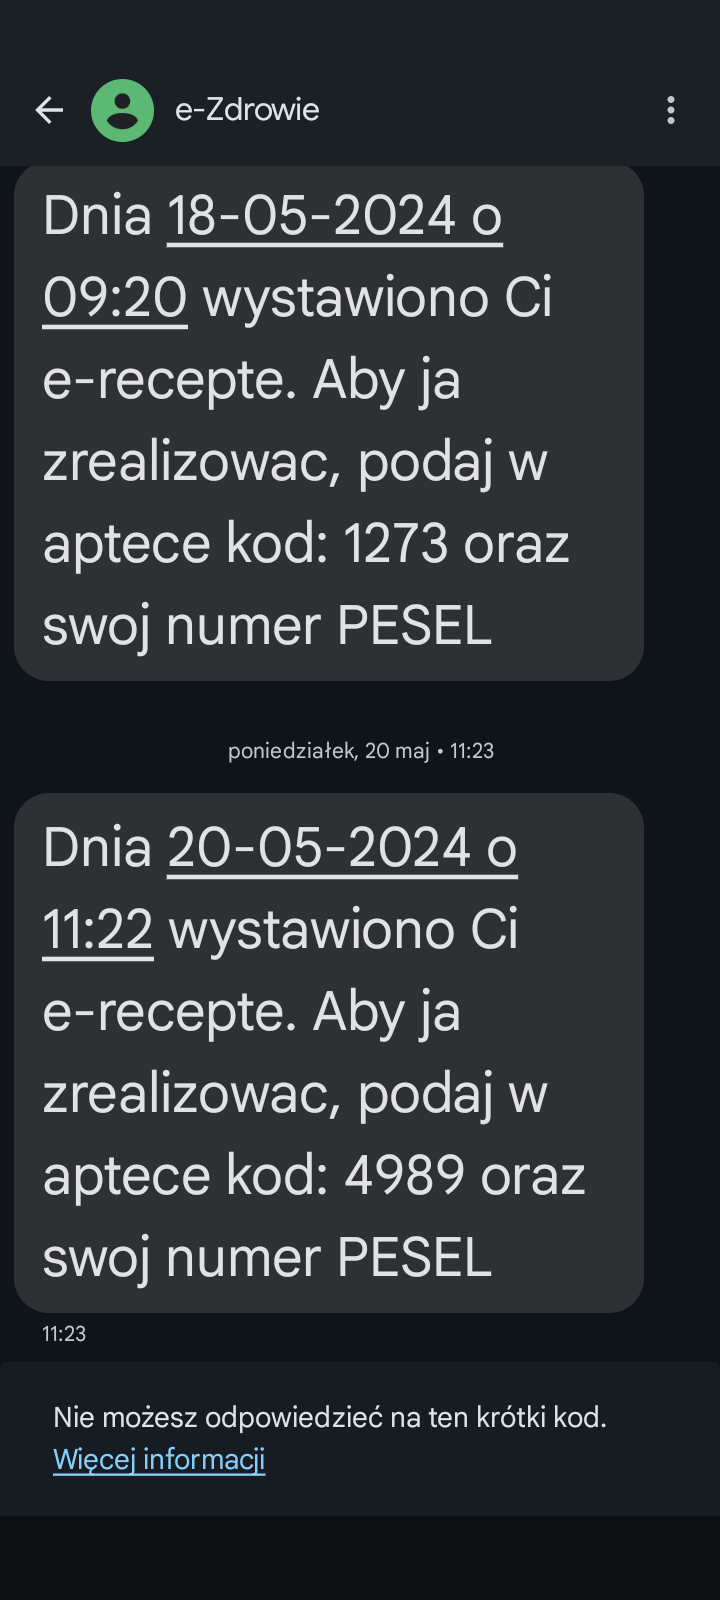 e-Zdrowie
Dnia 18-05-2024 o
09:20 wystawiono Ci
e-recepte. Aby ja
zrealizowac, podaj w
aptece kod: 1273 oraz
swoj numer PESEL
poniedziałek, 20 maj • 11:23
Dnia 20-05-2024 o
11:22 wystawiono Ci
e-recepte. Aby ja
zrealizowac, podaj w
aptece kod: 4989 oraz
swoj numer PESEL
11:23
Nie możesz odpowiedzieć na ten krótki kod.
Więcej informacji